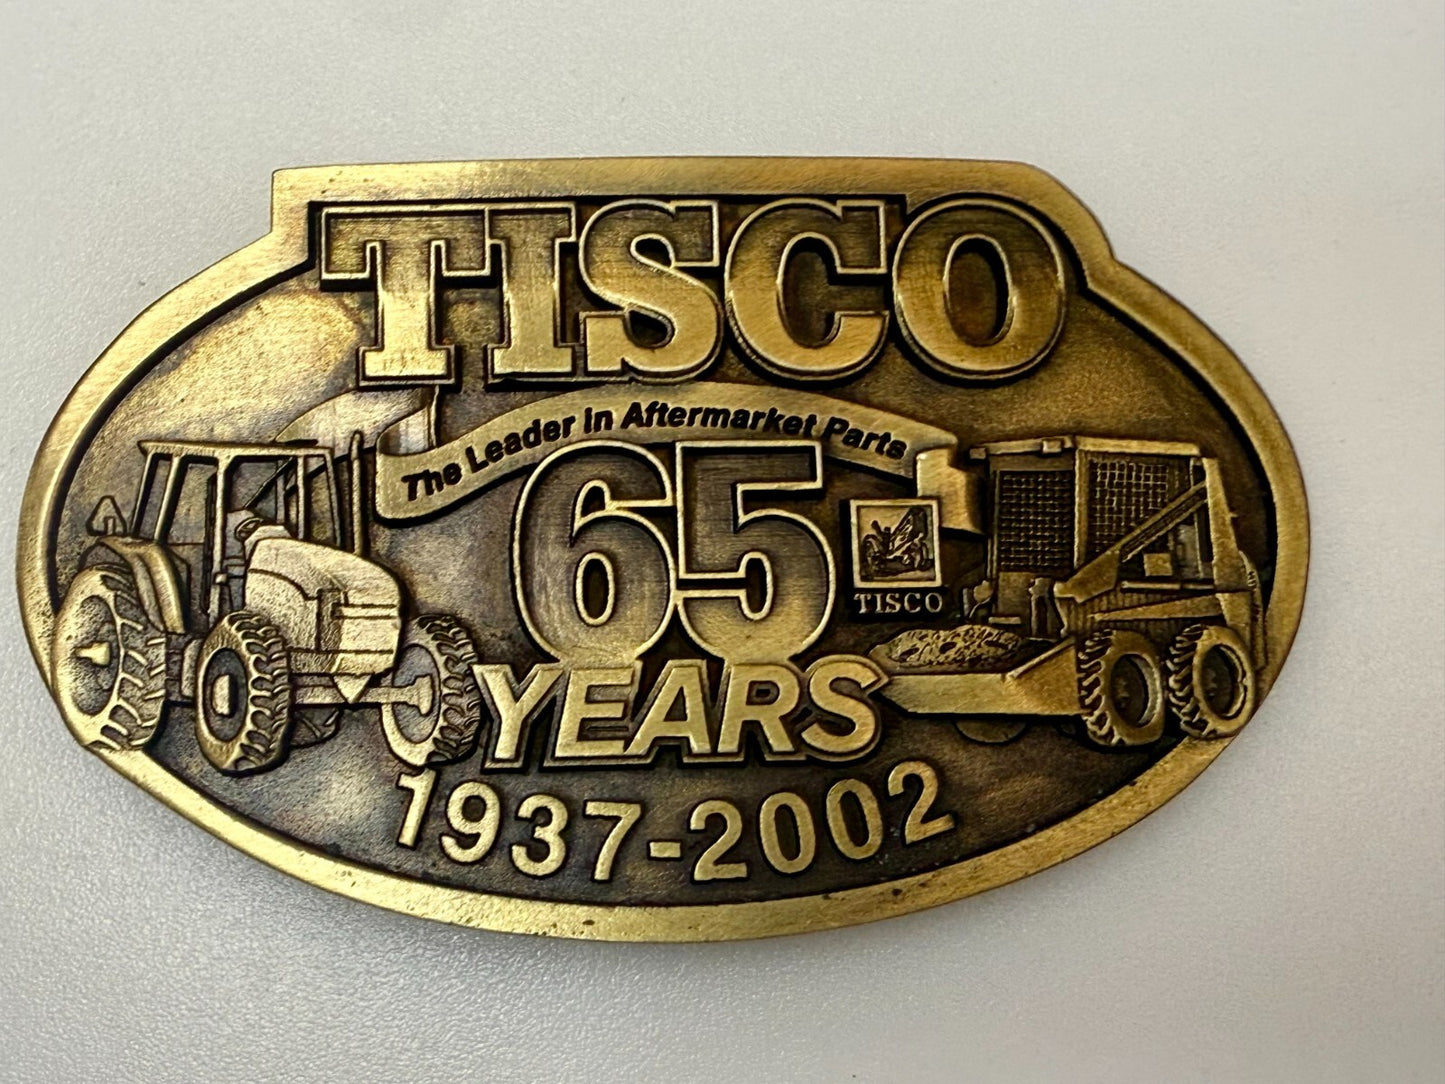 TISCO
The Leader in Aftermarket Parts
65
TISCO
YEARS
1937-2002